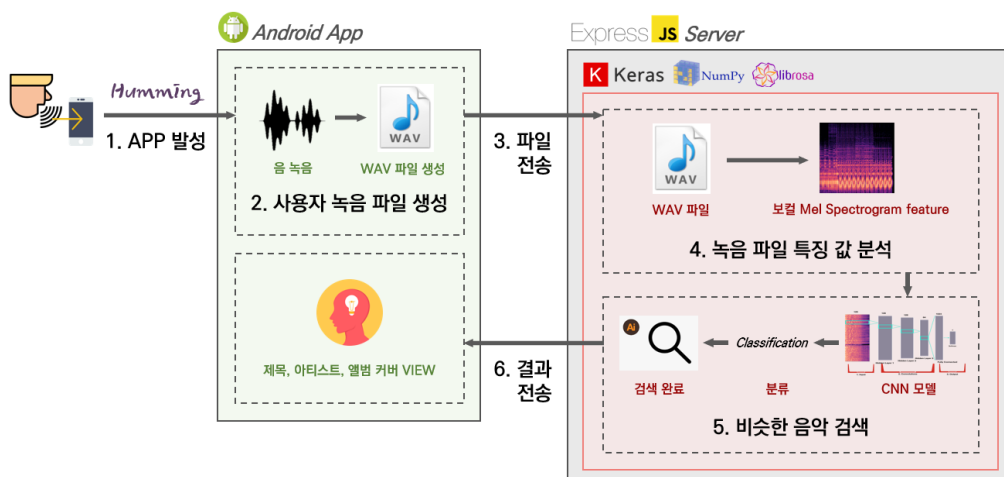 Android App
Express JS Server
Keras NumPy librosa
Humming
1. APP 발성
음 녹음
WAV
WAV 파일 생성
2. 사용자 녹음 파일 생성
3. 파일
전송
WAV
WAV 파일
보컬 Mel Spectrogram feature
4. 녹음 파일 특징 값 분석
제목, 아티스트, 앨범 커버 VIEW
6. 결과
전송
Ai
Classification
검색 완료
분류
CNN 모델
5. 비슷한 음악 검색